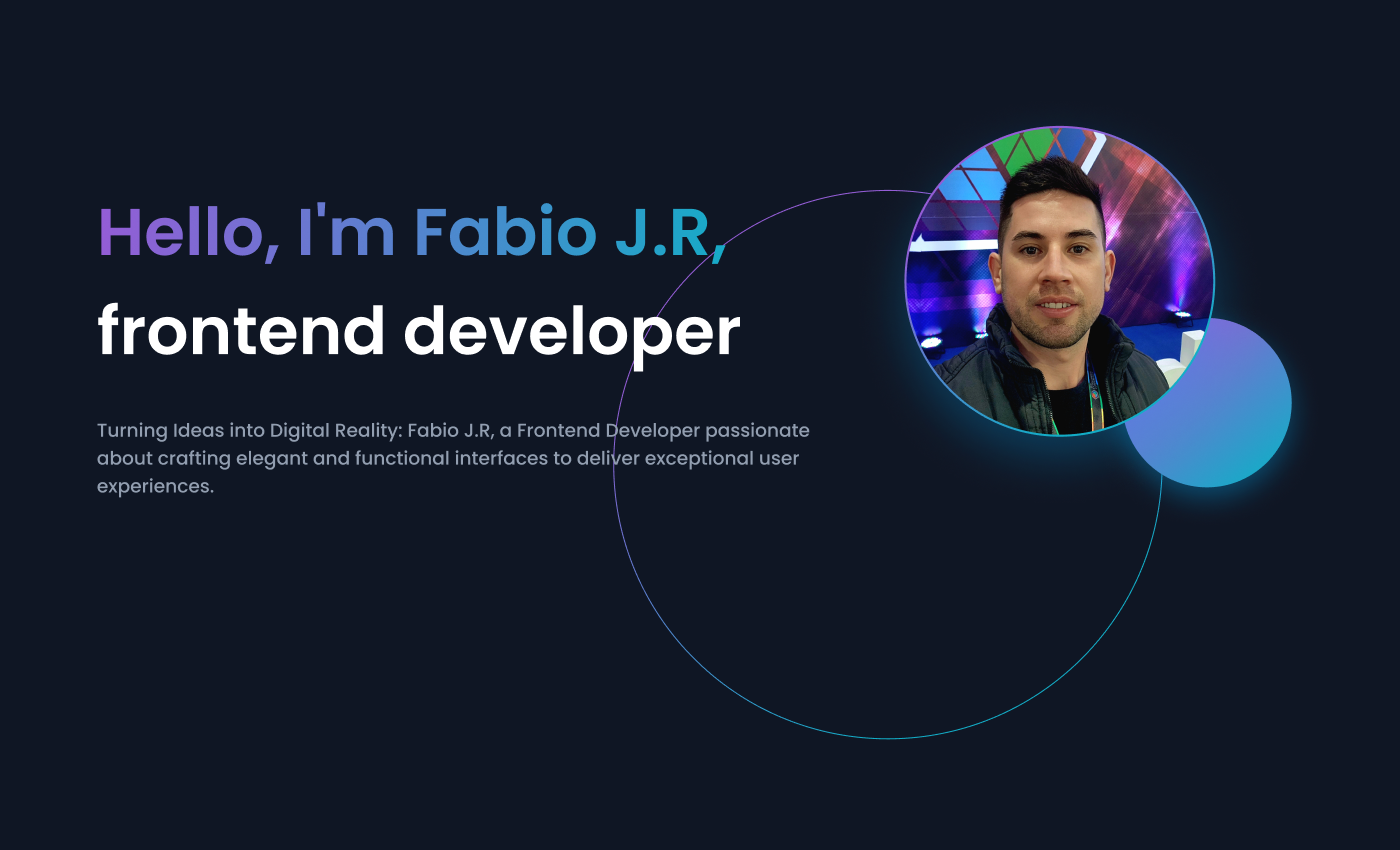 Hello, I'm Fabio J.R,
frontend developer
Turning Ideas into Digital Reality: Fabio J.R, a Frontend Developer passionate
about crafting elegant and functional interfaces to deliver exceptional user
experiences.